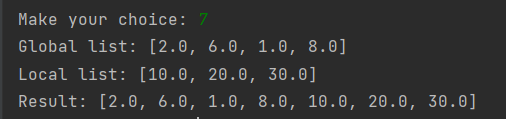 Make your choice: 7
Global list: [2.0, 6.0, 1.0, 8.0]
Local list: [10.0, 20.0, 30.0]
Result: [2.0, 6.0, 1.0, 8.0, 10.0, 20.0, 30.0]